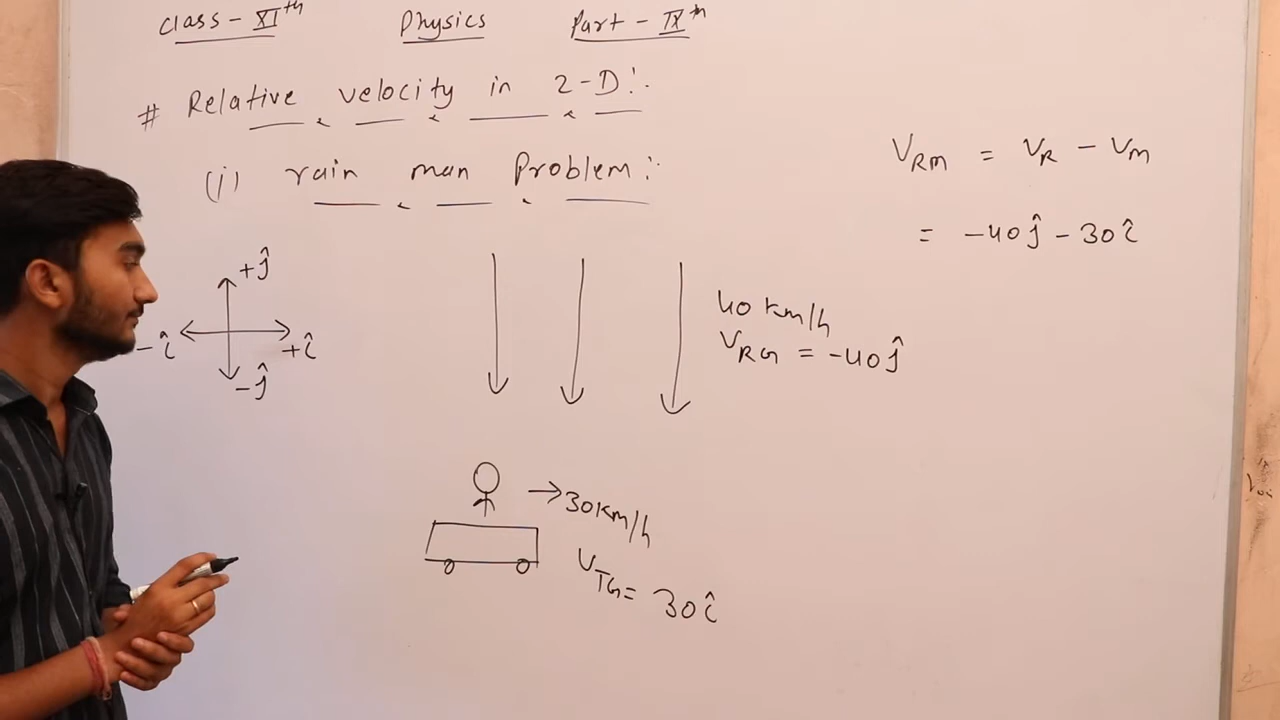 Class - XIth Physics Part - IXth
# Relative velocity in 2-D:-
(i) rain man Problem:-
VRM = VR - VM
= -40ĵ - 30î
+ĵ
-î
+î
-ĵ
40 km/h
VRG = -40ĵ
→30km/h
VTG = 30î